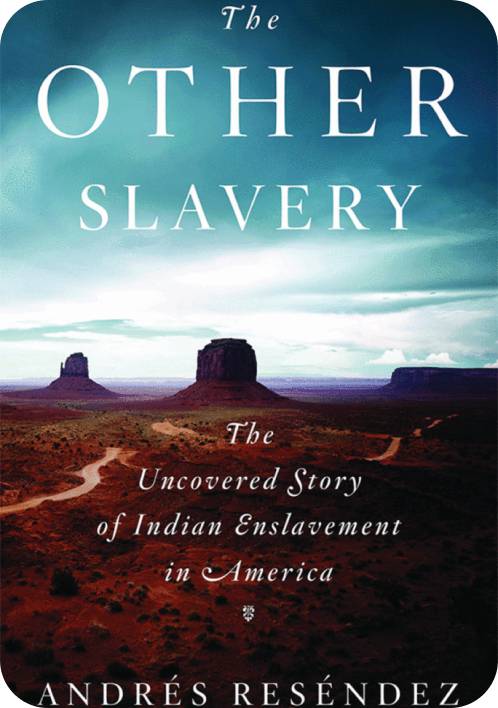 The
OTHER
SLAVERY
The
Uncovered Story
of Indian Enslavement
in America
ANDRÉS RESÉNDEZ